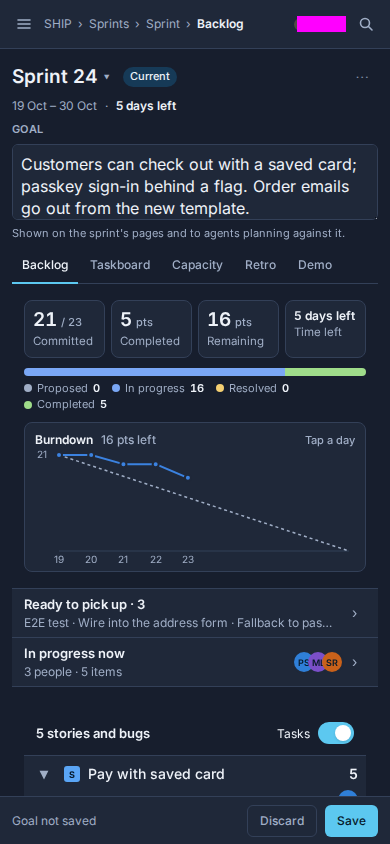 SHIP › Sprints › Sprint › Backlog
Sprint 24 ▾ Current ...
19 Oct – 30 Oct · 5 days left
GOAL
Customers can check out with a saved card;
passkey sign-in behind a flag. Order emails
go out from the new template.
Shown on the sprint's pages and to agents planning against it.
Backlog Taskboard Capacity Retro Demo
21 / 23 5 pts 16 pts 5 days left
Committed Completed Remaining Time left
Proposed 0 In progress 16 Resolved 0
Completed 5
Burndown 16 pts left Tap a day
21
19 20 21 22 23
Ready to pick up · 3
E2E test · Wire into the address form · Fallback to pas…
In progress now
3 people · 5 items
PS SR
5 stories and bugs Tasks
S Pay with saved card 5
Goal not saved Discard Save